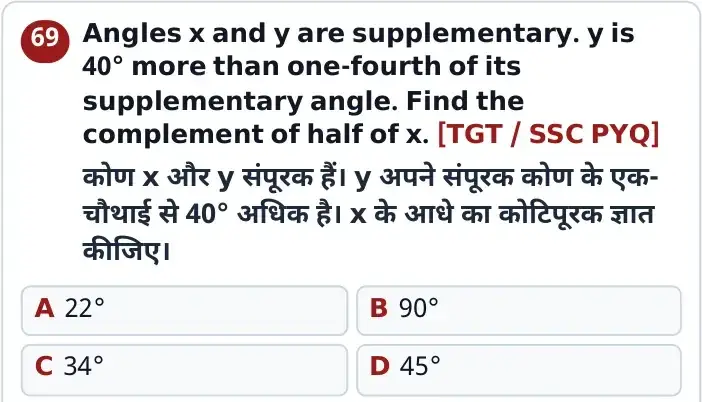 69 Angles x and y are supplementary. y is
40° more than one-fourth of its
supplementary angle. Find the
complement of half of x. [TGT / SSC PYQ]
कोण x और y संपूरक हैं। y अपने संपूरक कोण के एक-
चौथाई से 40° अधिक है। x के आधे का कोटिपूरक ज्ञात
कीजिए।
A 22°
B 90°
C 34°
D 45°